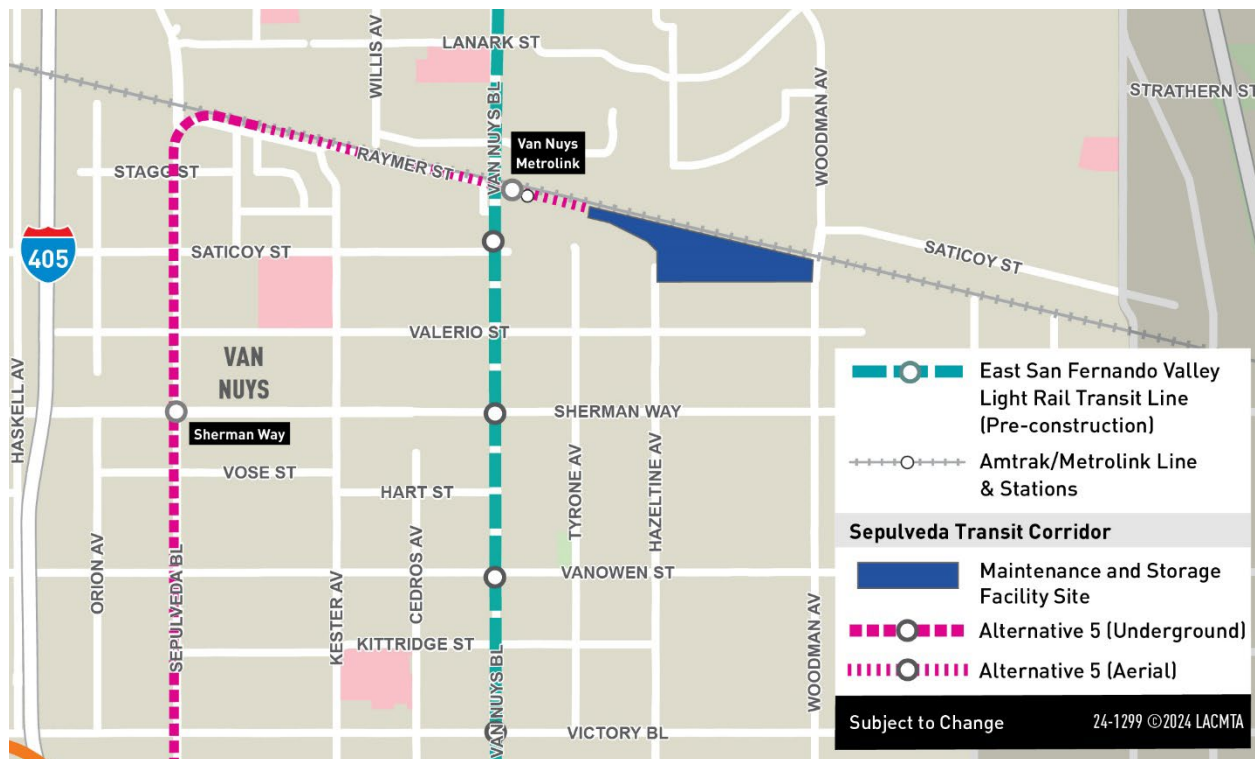 LANARK ST
WILLIS AV
VAN NUYS BL
WOODMAN AV
STRATHERN ST
Van Nuys
Metrolink
RAYMER ST
STAGG ST
405
SATICOY ST
SATICOY ST
VALERIO ST
VAN
NUYS
HASKELL AV
SHERMAN WAY
Sherman Way
VOSE ST
HART ST
TYRONE AV
HAZELTINE AV
ORION AV
SEPULVEDA BL
KESTER AV
CEDROS AV
VANOWEN ST
KITTRIDGE ST
VAN NUYS BL
WOODMAN AV
VICTORY BL
East San Fernando Valley
Light Rail Transit Line
(Pre-construction)
Amtrak/Metrolink Line
& Stations
Sepulveda Transit Corridor
Maintenance and Storage
Facility Site
Alternative 5 (Underground)
Alternative 5 (Aerial)
Subject to Change
24-1299 ©2024 LACMTA